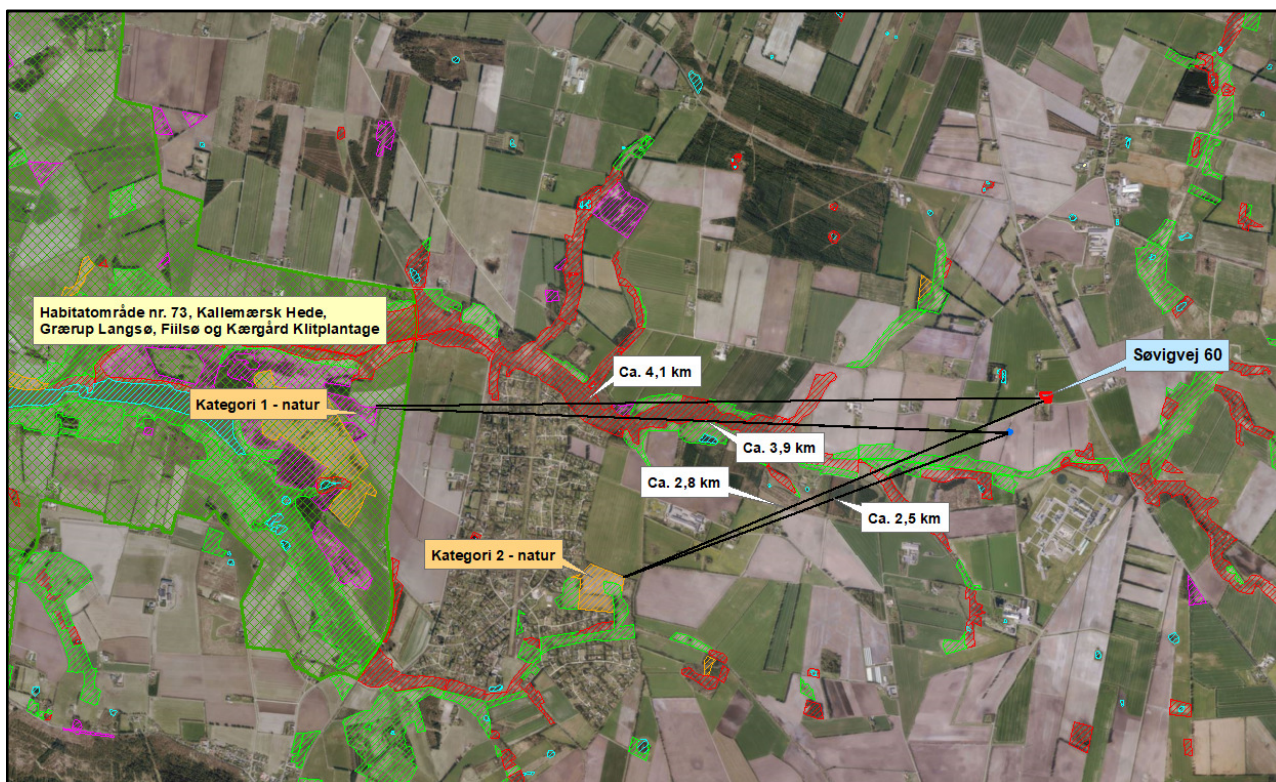 Habitatområde nr. 73, Kallemærsk Hede,
Grærup Langsø, Fiilsø og Kærgård Klitplantage
Kategori 1 - natur
Ca. 4,1 km
Søvigvej 60
Ca. 3,9 km
Ca. 2,8 km
Ca. 2,5 km
Kategori 2 - natur